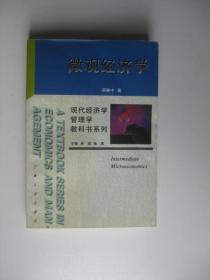 微观经济学
现代经济学
管理学
教科书系列
A TEXTBOOK SERIES IN
ECONOMICS AND MAN-
AGEMENT
Intermediate
Microeconomics